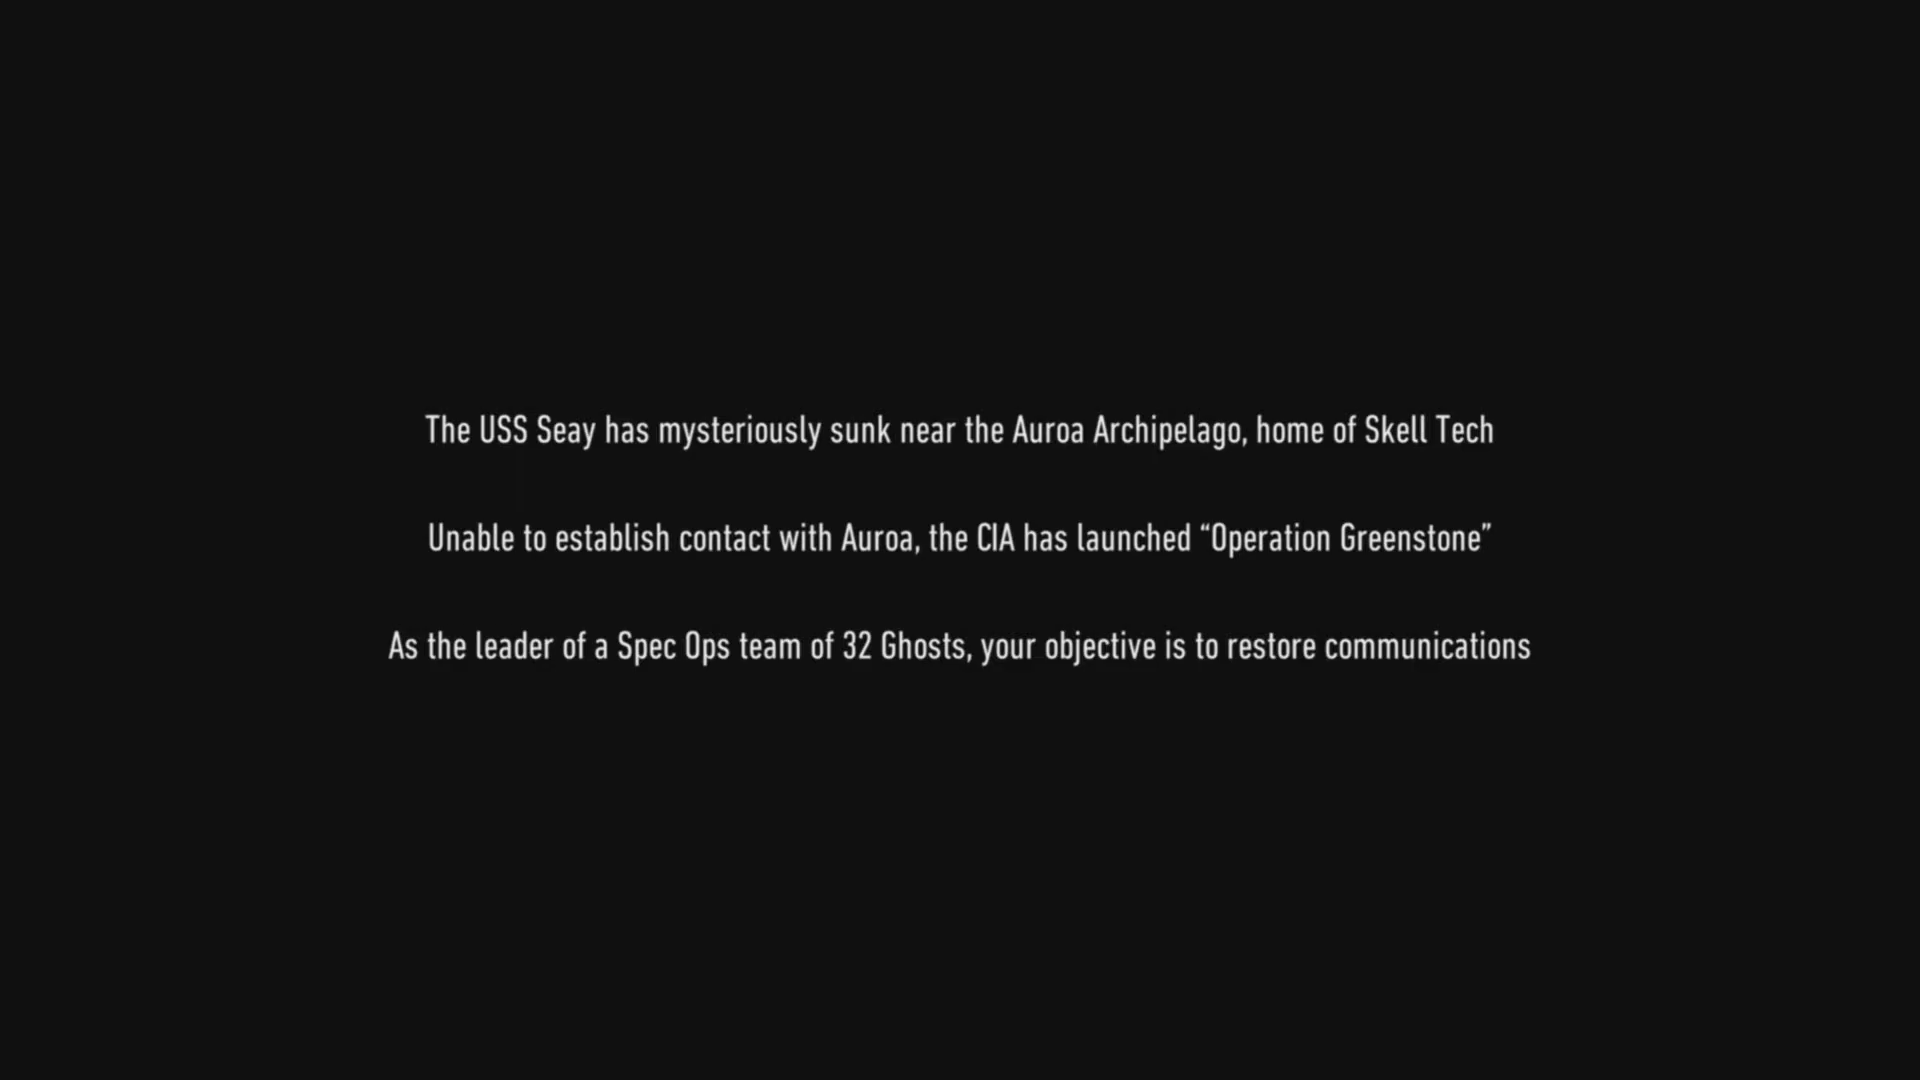 The USS Seay has mysteriously sunk near the Auroa Archipelago, home of Skell Tech
Unable to establish contact with Auroa, the CIA has launched “Operation Greenstone”
As the leader of a Spec Ops team of 32 Ghosts, your objective is to restore communications